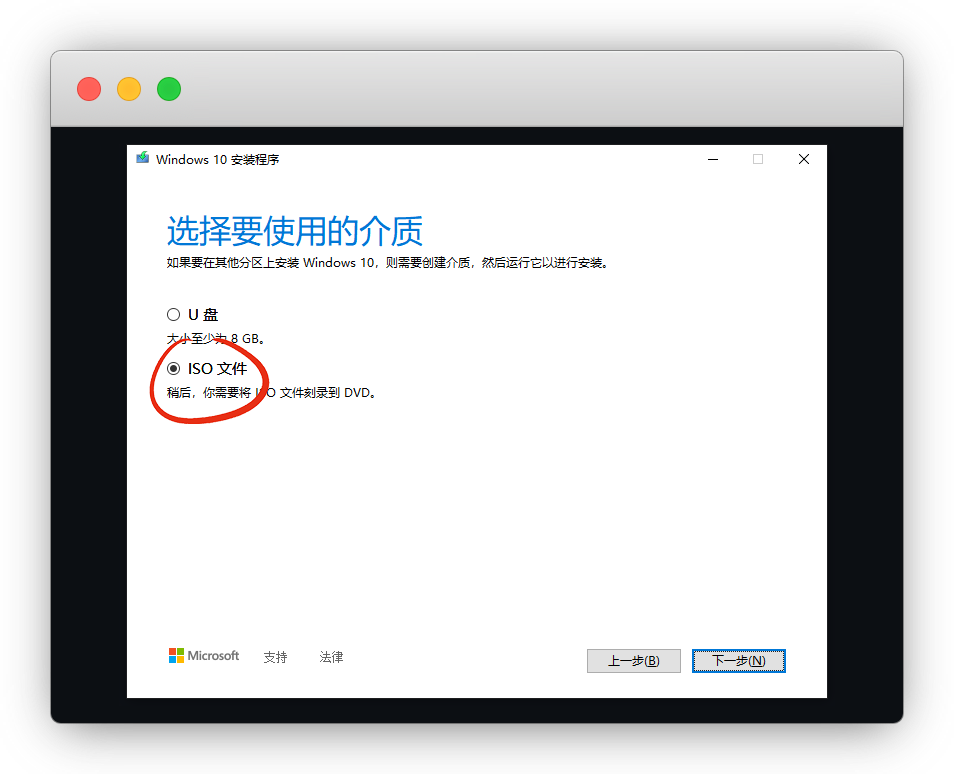 Windows 10 安装程序
选择要使用的介质
如果要在其他分区上安装 Windows 10，则需要创建介质，然后运行它以进行安装。
U 盘
大小至少为 8 GB。
ISO 文件
稍后，你需要将 ISO 文件刻录到 DVD。
Microsoft 支持 法律 上一步(B) 下一步(N)